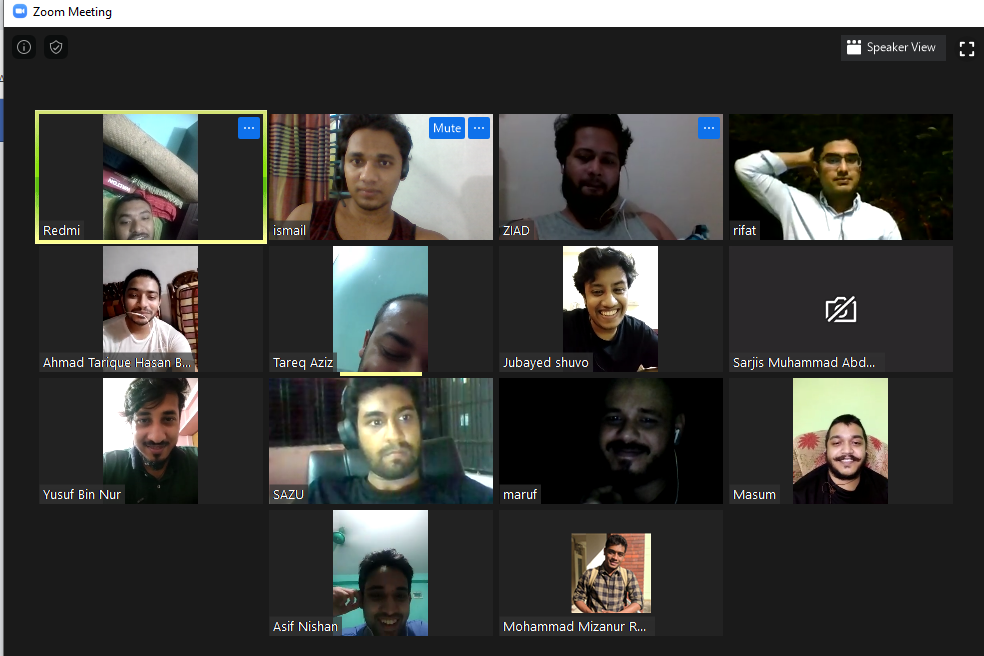 Zoom Meeting
Speaker View
Redmi
Mute
ismail
ZIAD
rifat
Ahmad Tarique Hasan B...
Tareq Aziz
Jubayed shuvo
Sarjis Muhammad Abd...
Yusuf Bin Nur
SAZU
maruf
Masum
Asif Nishan
Mohammad Mizanur R...